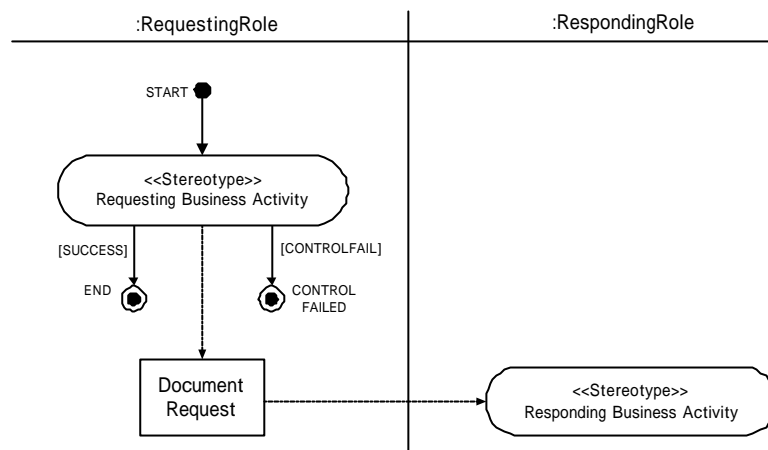 :RequestingRole
:RespondingRole
START
<<Stereotype>>
Requesting Business Activity
[SUCCESS]
[CONTROLFAIL]
END
CONTROL
FAILED
Document
Request
<<Stereotype>>
Responding Business Activity